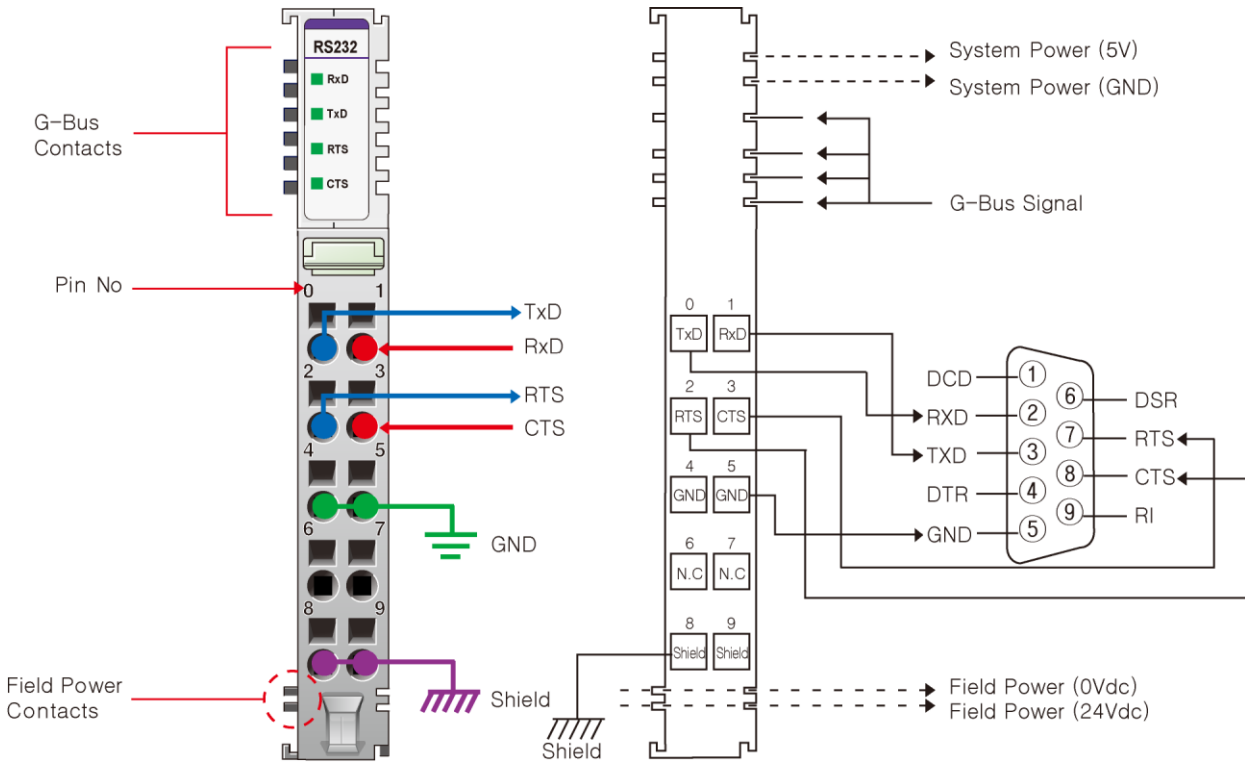 RS232
RxD
TxD
RTS
CTS
G-Bus
Contacts
Pin No
0 1
TxD
RxD
2 3
RTS
CTS
4 5
GND
6 7
8 9
Shield
Field Power
Contacts
System Power (5V)
System Power (GND)
G-Bus Signal
0 1
TxD RxD
2 3
RTS CTS
4 5
GND GND
6 7
N.C N.C
8 9
Shield Shield
Shield
DCD 1
RXD 2
TXD 3
DTR 4
GND 5
6 DSR
7 RTS
8 CTS
9 RI
Field Power (0Vdc)
Field Power (24Vdc)